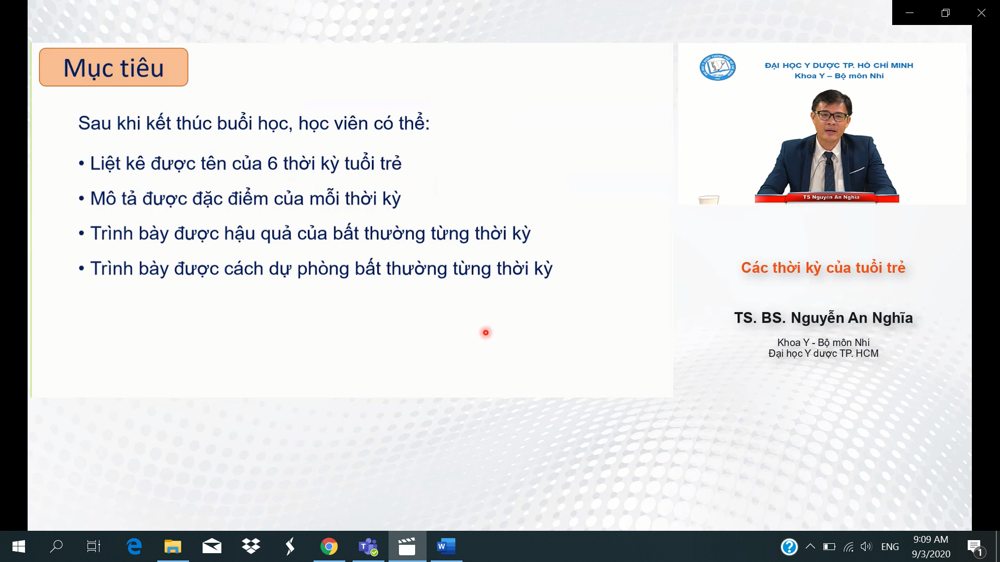 Mục tiêu
Sau khi kết thúc buổi học, học viên có thể:
• Liệt kê được tên của 6 thời kỳ tuổi trẻ
• Mô tả được đặc điểm của mỗi thời kỳ
• Trình bày được hậu quả của bất thường từng thời kỳ
• Trình bày được cách dự phòng bất thường từng thời kỳ
ĐẠI HỌC Y DƯỢC TP. HỒ CHÍ MINH
Khoa Y – Bộ môn Nhi
TS Nguyễn An Nghĩa
Các thời kỳ của tuổi trẻ
TS. BS. Nguyễn An Nghĩa
Khoa Y - Bộ môn Nhi
Đại học Y dược TP. HCM
ENG
9:09 AM
9/3/2020
1